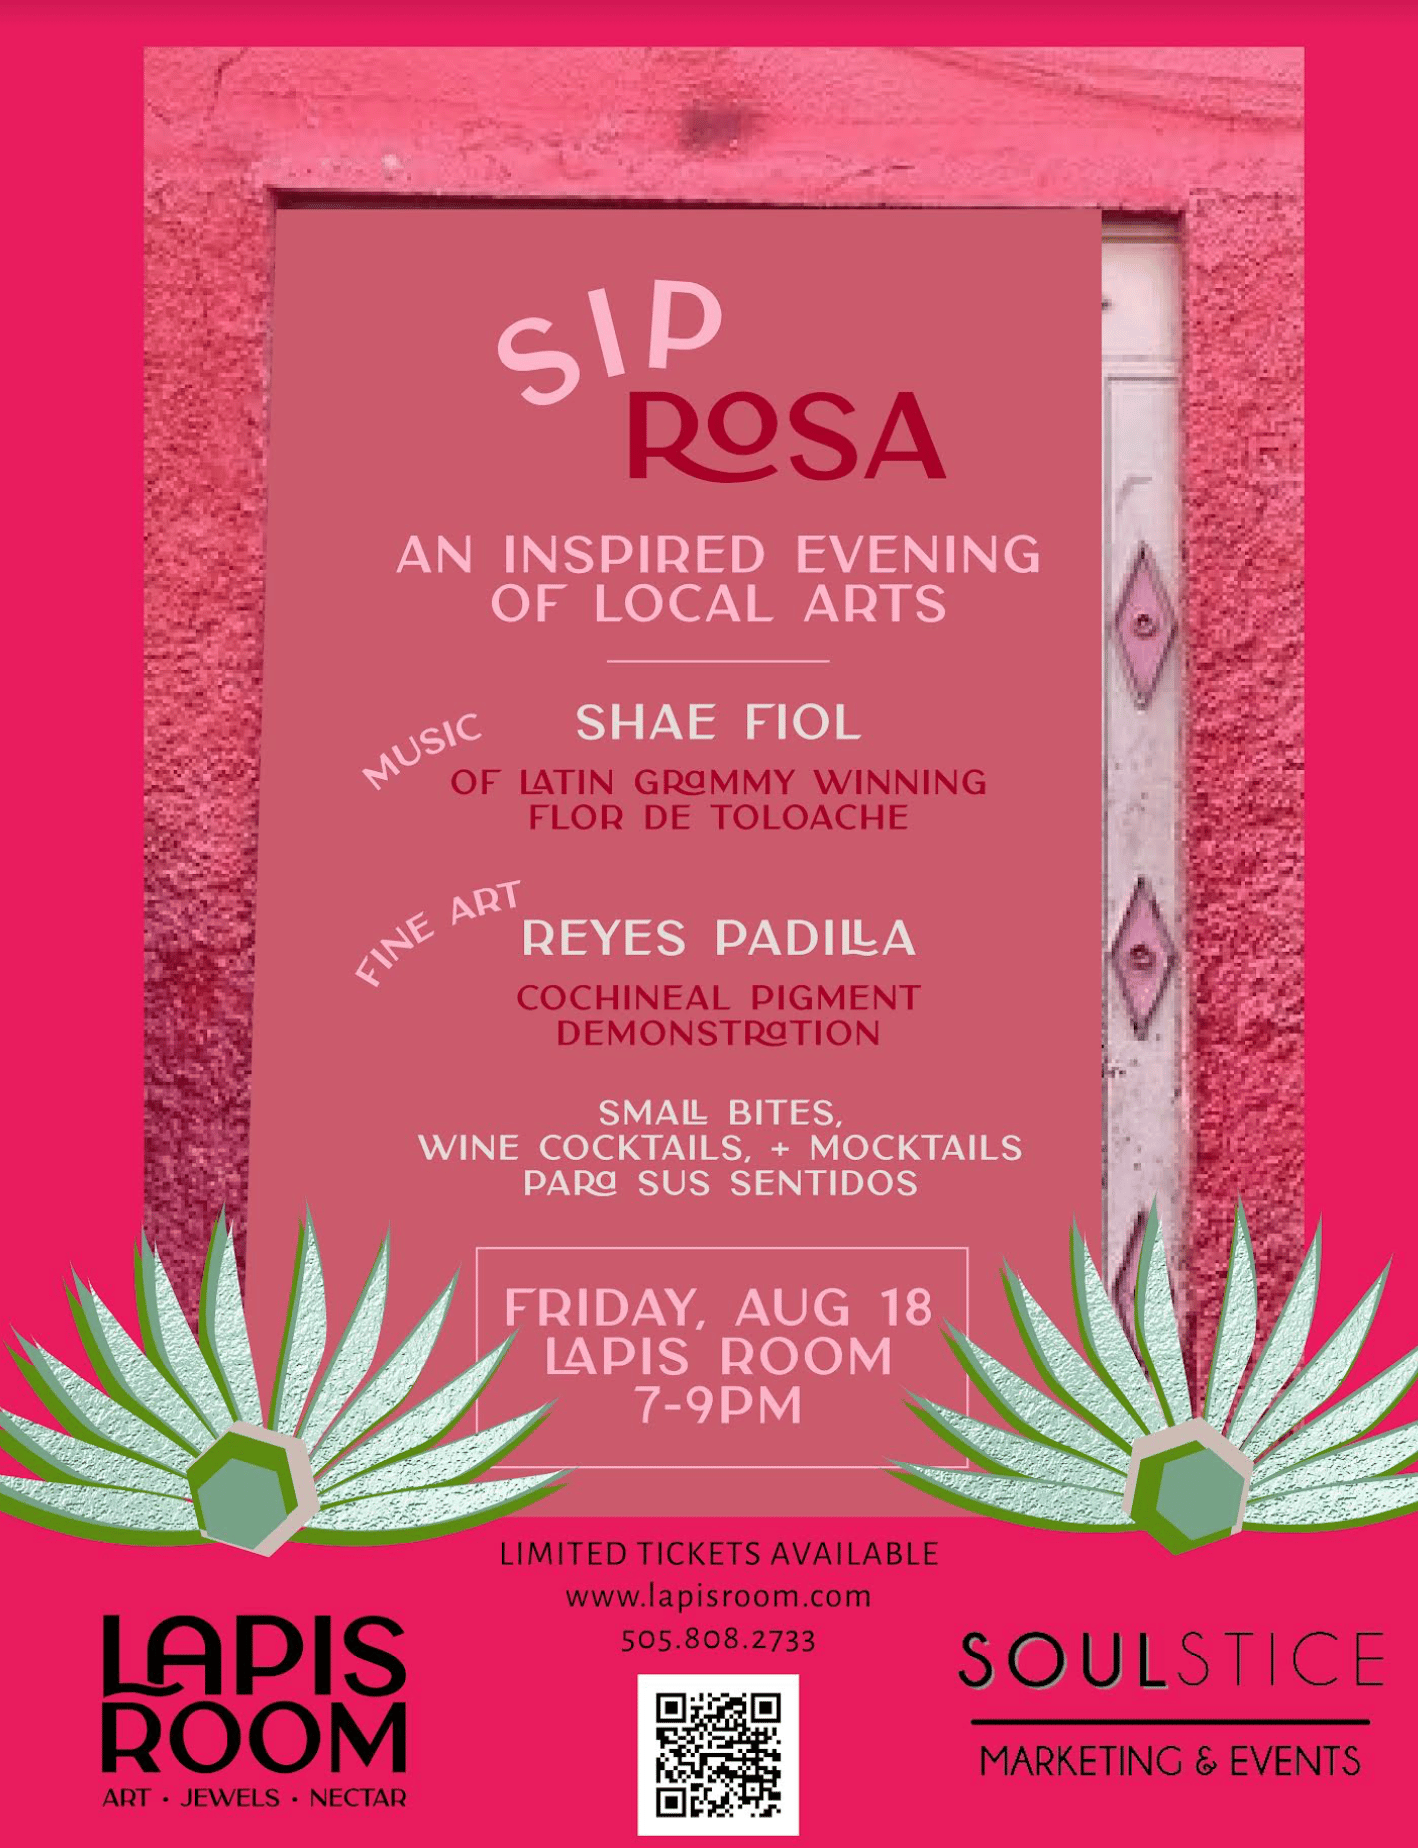 SIP
ROSA
AN INSPIRED EVENING
OF LOCAL ARTS
MUSIC
SHAE FIOL
OF LATIN GRAMMY WINNING
FLOR DE TOLOACHE
FINE ART
REYES PADILLA
COCHINEAL PIGMENT
DEMONSTRATION
SMALL BITES,
WINE COCKTAILS, + MOCKTAILS
PARA SUS SENTIDOS
FRIDAY, AUG 18
LAPIS ROOM
7-9PM
LIMITED TICKETS AVAILABLE
www.lapisroom.com
505.808.2733
LAPIS
ROOM
ART · JEWELS · NECTAR
SOULSTICE
MARKETING & EVENTS